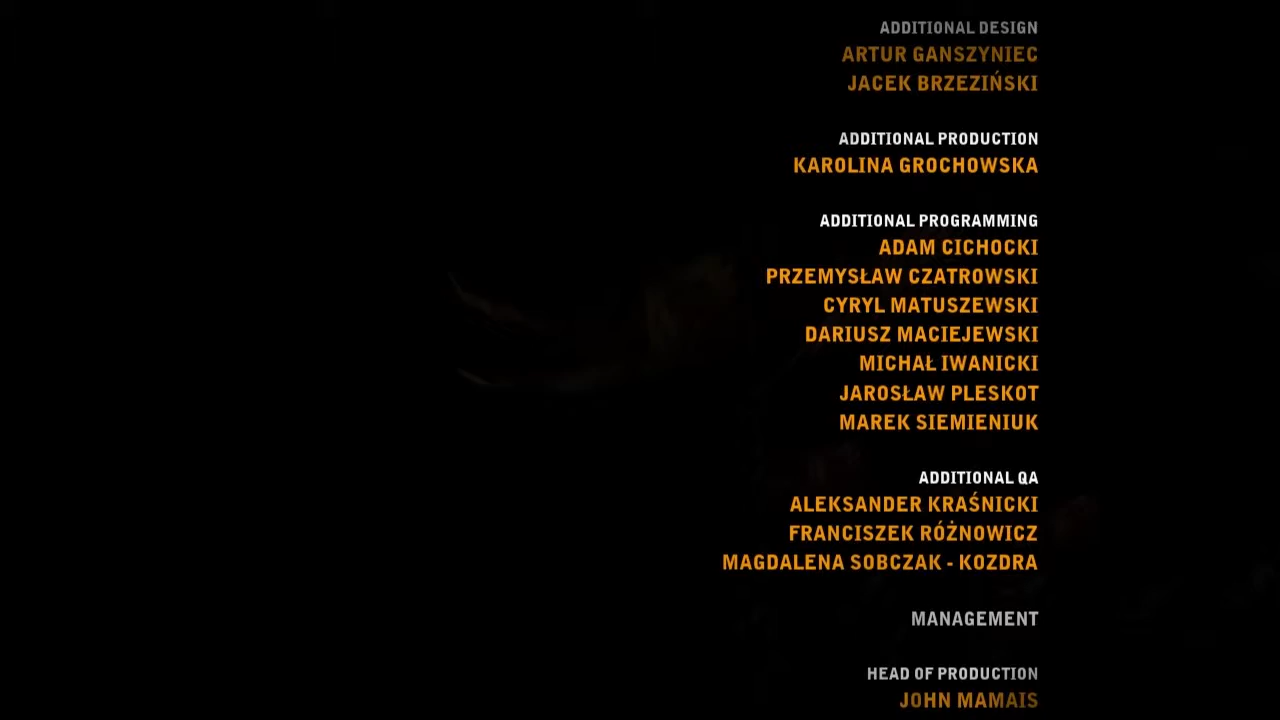 ADDITIONAL DESIGN
ARTUR GANSZYNIEC
JACEK BRZEZIŃSKI
ADDITIONAL PRODUCTION
KAROLINA GROCHOWSKA
ADDITIONAL PROGRAMMING
ADAM CICHOCKI
PRZEMYSŁAW CZATROWSKI
CYRYL MATUSZEWSKI
DARIUSZ MACIEJEWSKI
MICHAŁ IWANICKI
JAROSŁAW PLESKOT
MAREK SIEMIENIUK
ADDITIONAL QA
ALEKSANDER KRAŚNICKI
FRANCISZEK RÓŻNOWICZ
MAGDALENA SOBCZAK - KOZDRA
MANAGEMENT
HEAD OF PRODUCTION
JOHN MAMAIS